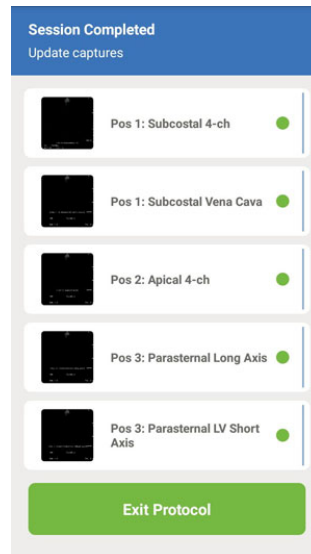 Session Completed
Update captures
Pos 1: Subcostal 4-ch
Pos 1: Subcostal Vena Cava
Pos 2: Apical 4-ch
Pos 3: Parasternal Long Axis
Pos 3: Parasternal LV Short
Axis
Exit Protocol